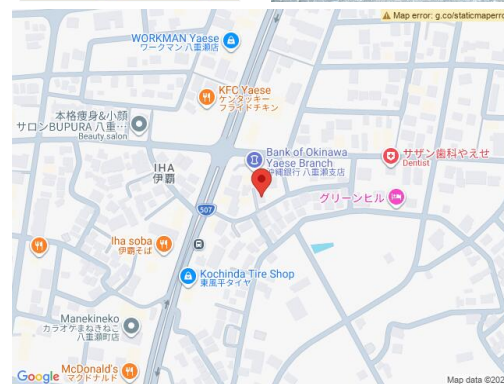 Map error: g.co/staticmaperro
WORKMAN Yaese
ワークマン 八重瀬店
KFC Yaese
ケンタッキー
フライドチキン
本格痩身&小顔
サロンBUPURA 八重…
Beauty salon
Bank of Okinawa
Yaese Branch
沖縄銀行 八重瀬支店
サザン歯科やえせ
Dentist
IHA
伊覇
グリーンヒル
507
Iha soba
伊覇そば
Kochinda Tire Shop
東風平タイヤ
Manekineko
カラオケまねきねこ
八重瀬町店
McDonald's
マクドナルド
Google
Map data ©202